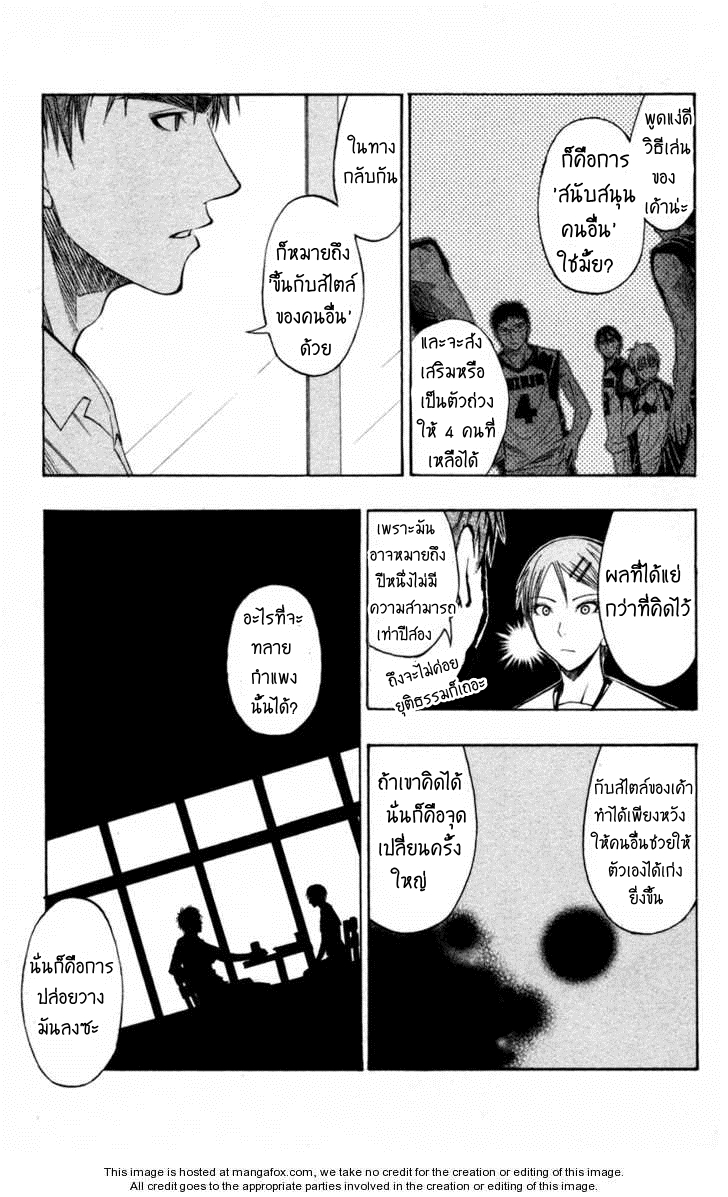 พูดแง่ดี
วิธีเล่น
ของ
เค้าน่ะ
ก็คือการ
'สนับสนุน
คนอื่น'
ใช่มั้ย?
และจะส่ง
เสริมหรือ
เป็นตัวถ่วง
ให้ 4 คนที่
เหลือได้
4
ในทาง
กลับกัน
ก็หมายถึง
'ขึ้นกับสไตล์
ของคนอื่น'
ด้วย
ผลที่ได้แย่
กว่าที่คิดไว้
เพราะมัน
อาจหมายถึง
ปีหนึ่งไม่มี
ความสามารถ
เท่าปีสอง
ถึงจะไม่ค่อย
ยุติธรรมก็เถอะ
กับสไตล์ของเค้า
ทำได้เพียงหวัง
ให้คนอื่นช่วยให้
ตัวเองได้เก่ง
ยิ่งขึ้น
ถ้าเขาคิดได้
นั่นก็คือจุด
เปลี่ยนครั้ง
ใหญ่
อะไรที่จะ
ทลาย
กำแพง
นั้นได้?
นั่นก็คือการ
ปล่อยวาง
มันลงซะ
This image is hosted at mangafox.com, we take no credit for the creation or editing of this image.
All credit goes to the appropriate parties involved in the creation or editing of this image.